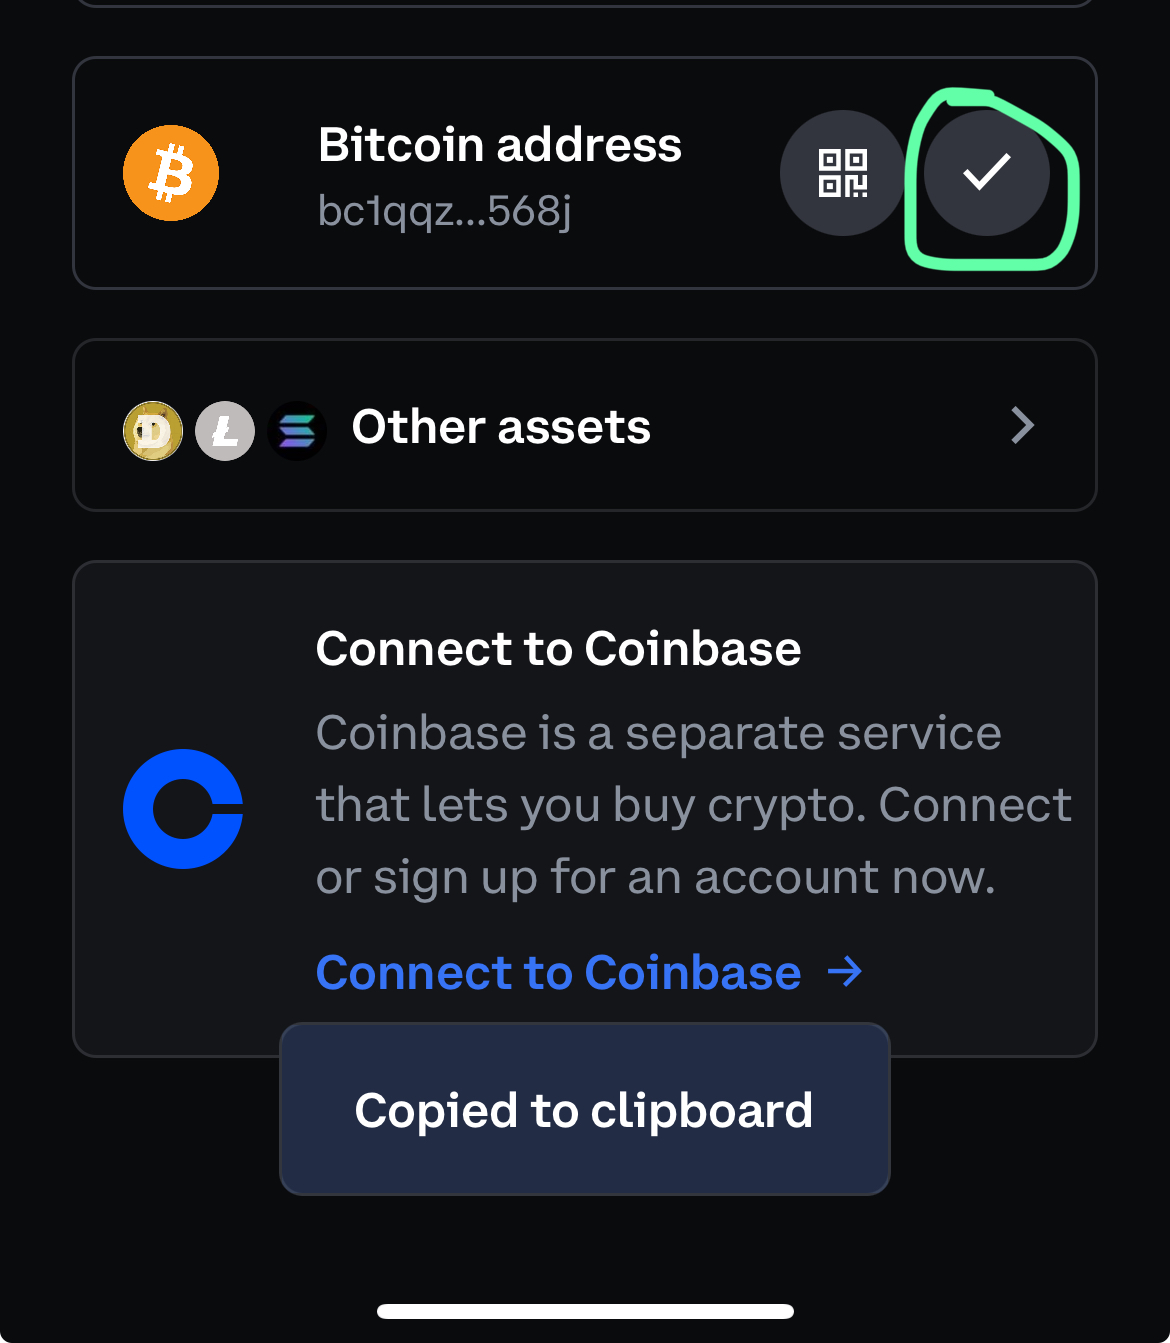 Bitcoin address
bc1qqz...568j
Other assets
Connect to Coinbase
Coinbase is a separate service
that lets you buy crypto. Connect
or sign up for an account now.
Connect to Coinbase →
Copied to clipboard